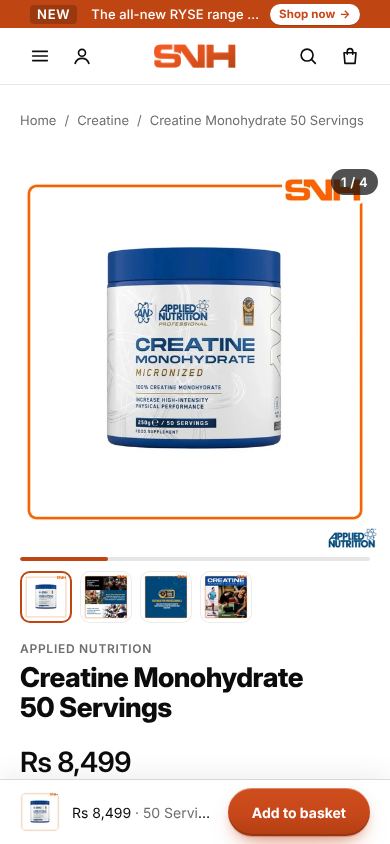 NEW The all-new RYSE range ... Shop now →
SNH
Home / Creatine / Creatine Monohydrate 50 Servings
SNH
1 / 4
APPLIED
NUTRITION
PROFESSIONAL
CREATINE
MONOHYDRATE
MICRONIZED
100% CREATINE MONOHYDRATE
INCREASE HIGH-INTENSITY
PHYSICAL PERFORMANCE
250g ℮ / 50 SERVINGS
FOOD SUPPLEMENT
APPLIED
NUTRITION
CREATINE
APPLIED NUTRITION
Creatine Monohydrate
50 Servings
Rs 8,499
Rs 8,499 · 50 Servi...
Add to basket